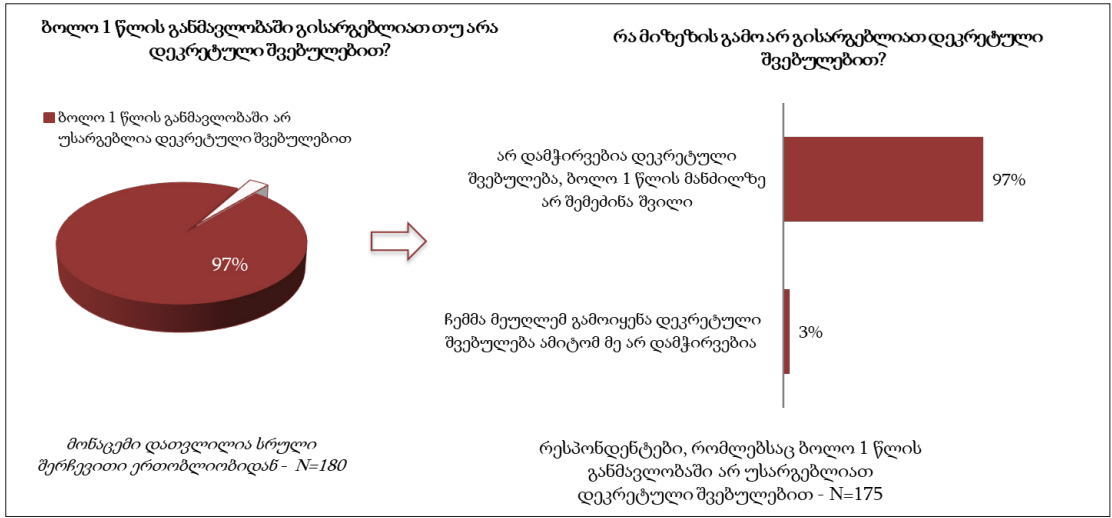 ბოლო 1 წლის განმავლობაში გისარგებლიათ თუ არა
დეკრეტული შვებულებით?
ბოლო 1 წლის განმავლობაში არ
უსარგებლია დეკრეტული შვებულებით
97%
მონაცემი დათვლილია სრული
შერჩევითი ერთობლიობიდან - N=180
რა მიზეზის გამო არ გისარგებლიათ დეკრეტული
შვებულებით?
არ დამჭირვებია დეკრეტული
შვებულება, ბოლო 1 წლის მანძილზე
არ შემეძინა შვილი
97%
ჩემმა მეუღლემ გამოიყენა დეკრეტული
შვებულება ამიტომ მე არ დამჭირვებია
3%
რესპონდენტები, რომლებსაც ბოლო 1 წლის
განმავლობაში არ უსარგებლიათ
დეკრეტული შვებულებით - N=175